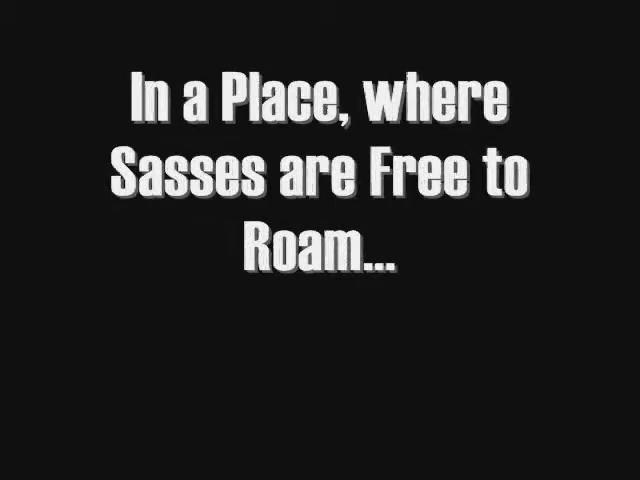 In a Place, where
Sasses are Free to
Roam...